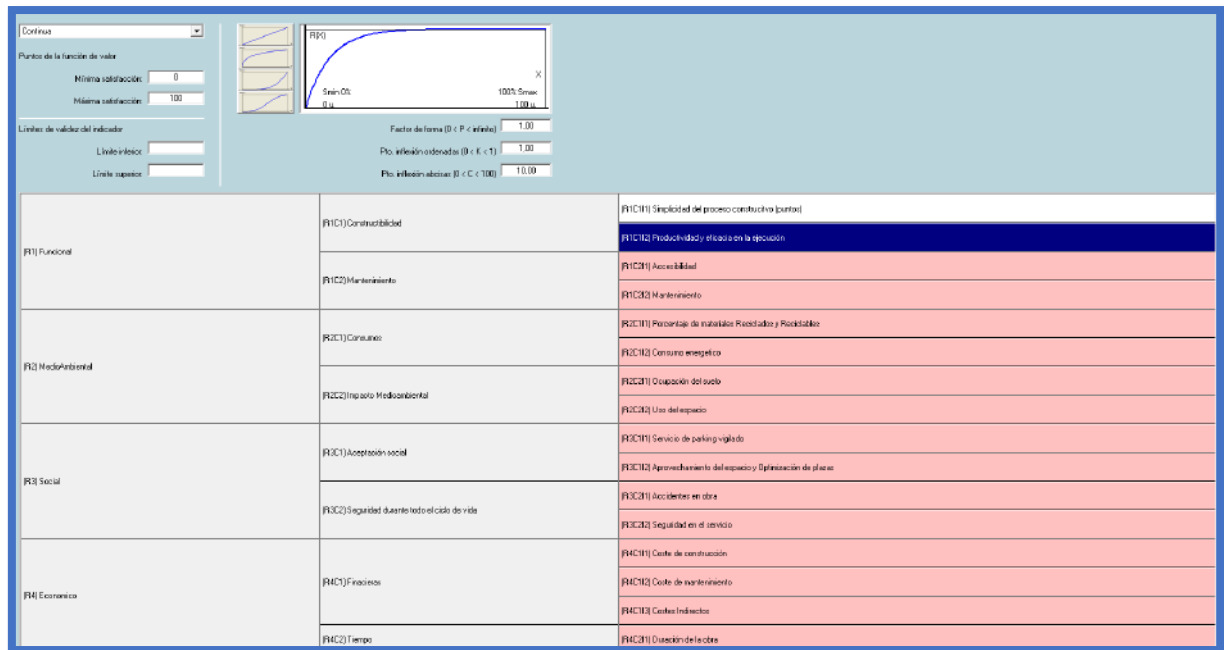 Continua
Puntos de la función de valor
Mínima satisfacción: 0
Máxima satisfacción: 100
Límites de validez del indicador
Límite inferior:
Límite superior:
R(X)
X
Smin 0%
100% Smax
0 u.
100 u.
Factor de forma (0 < P < infinito) 1.00
Pto. inflexión ordenadas (0 < K < 1) 1.00
Pto. inflexión abcisas (0 < C < 100) 10.00
(R1) Funcional
(R1C1) Constructibilidad
(R1C1I1) Simplicidad del proceso constructivo (puntos)
(R1C1I2) Productividad y eficacia en la ejecución
(R1C2) Mantenimiento
(R1C2I1) Accesibilidad
(R1C2I2) Mantenimiento
(R2) MedioAmbiental
(R2C1) Consumos
(R2C1I1) Porcentaje de materiales Reciclados y Reciclables
(R2C1I2) Consumo energetico
(R2C2) Impacto Medioambiental
(R2C2I1) Ocupación del suelo
(R2C2I2) Uso del espacio
(R3) Social
(R3C1) Aceptación social
(R3C1I1) Servicio de parking vigilado
(R3C1I2) Aprovechamiento del espacio y Optimización de plazas
(R3C2) Seguridad durante todo el ciclo de vida
(R3C2I1) Accidentes en obra
(R3C2I2) Seguridad en el servicio
(R4) Economico
(R4C1) Finacieras
(R4C1I1) Coste de construcción
(R4C1I2) Coste de mantenimiento
(R4C1I3) Costes Indirectos
(R4C2) Tiempo
(R4C2I1) Duración de la obra